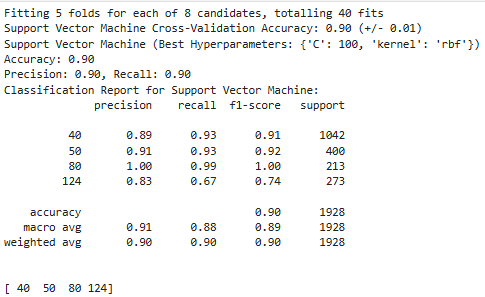 Fitting 5 folds for each of 8 candidates, totalling 40 fits
Support Vector Machine Cross-Validation Accuracy: 0.90 (+/- 0.01)
Support Vector Machine (Best Hyperparameters: {'C': 100, 'kernel': 'rbf'})
Accuracy: 0.90
Precision: 0.90, Recall: 0.90
Classification Report for Support Vector Machine:
              precision    recall  f1-score   support

          40       0.89      0.93      0.91      1042
          50       0.91      0.93      0.92       400
          80       1.00      0.99      1.00       213
         124       0.83      0.67      0.74       273

    accuracy                           0.90      1928
   macro avg       0.91      0.88      0.89      1928
weighted avg       0.90      0.90      0.90      1928

[ 40  50  80 124]